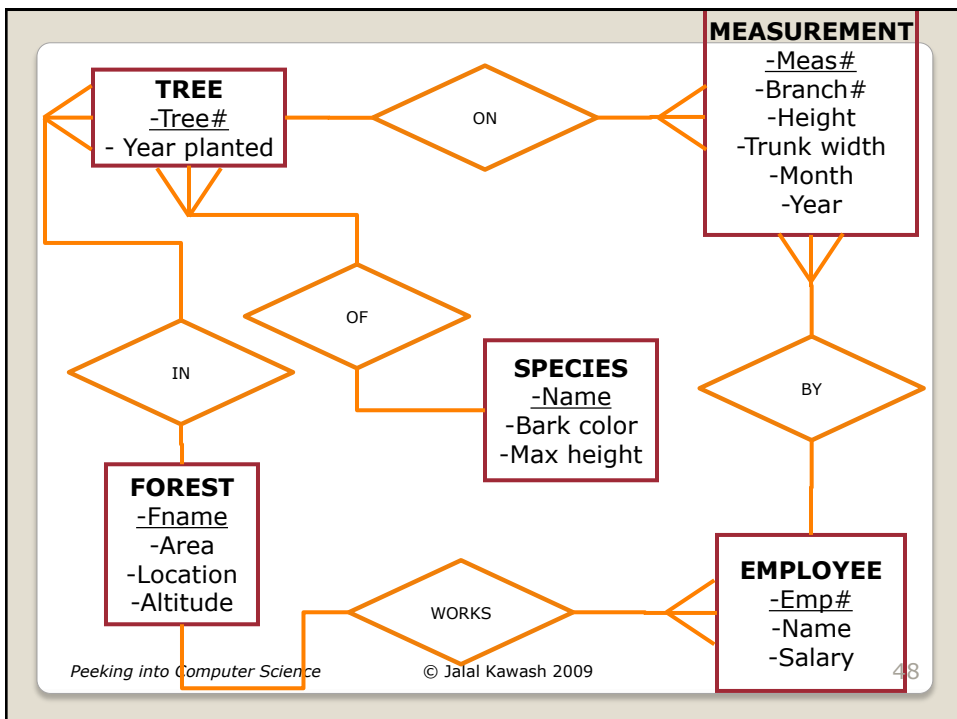 MEASUREMENT
-Meas#
-Branch#
-Height
-Trunk width
-Month
-Year
TREE
-Tree#
- Year planted
ON
OF
IN
SPECIES
-Name
-Bark color
-Max height
BY
FOREST
-Fname
-Area
-Location
-Altitude
WORKS
EMPLOYEE
-Emp#
-Name
-Salary
Peeking into Computer Science
© Jalal Kawash 2009
48